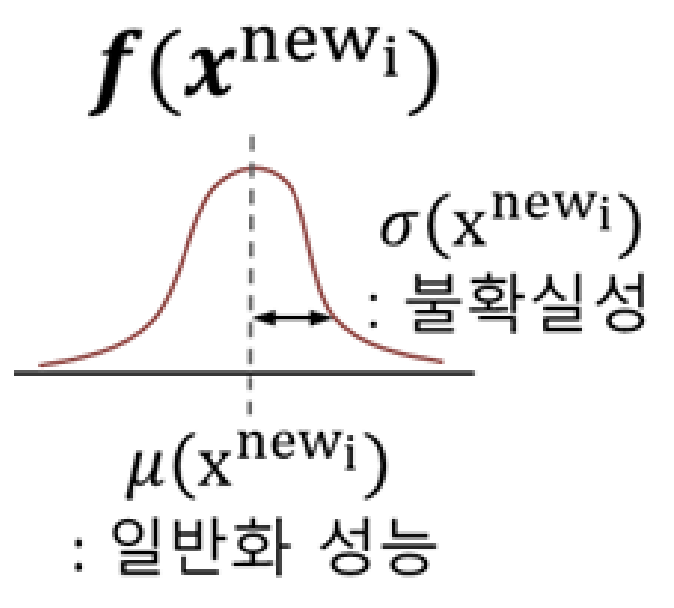 f(x^new_i)
σ(x^new_i)
: 불확실성
μ(x^new_i)
: 일반화 성능